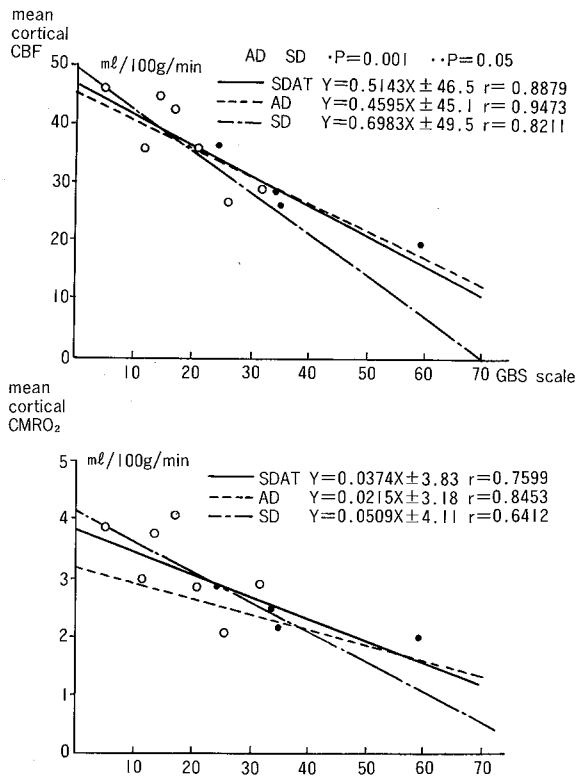 mean
cortical
CBF
mℓ/100g/min
AD SD ·P=0.001 ··P=0.05
SDAT Y=0.5143X±46.5 r=0.8879
AD Y=0.4595X±45.1 r=0.9473
SD Y=0.6983X±49.5 r=0.8211
50
40
30
20
10
0
10 20 30 40 50 60 70 GBS scale
mean
cortical
CMRO₂
mℓ/100g/min
SDAT Y=0.0374X±3.83 r=0.7599
AD Y=0.0215X±3.18 r=0.8453
SD Y=0.0509X±4.11 r=0.6412
5
4
3
2
1
0
10 20 30 40 50 60 70